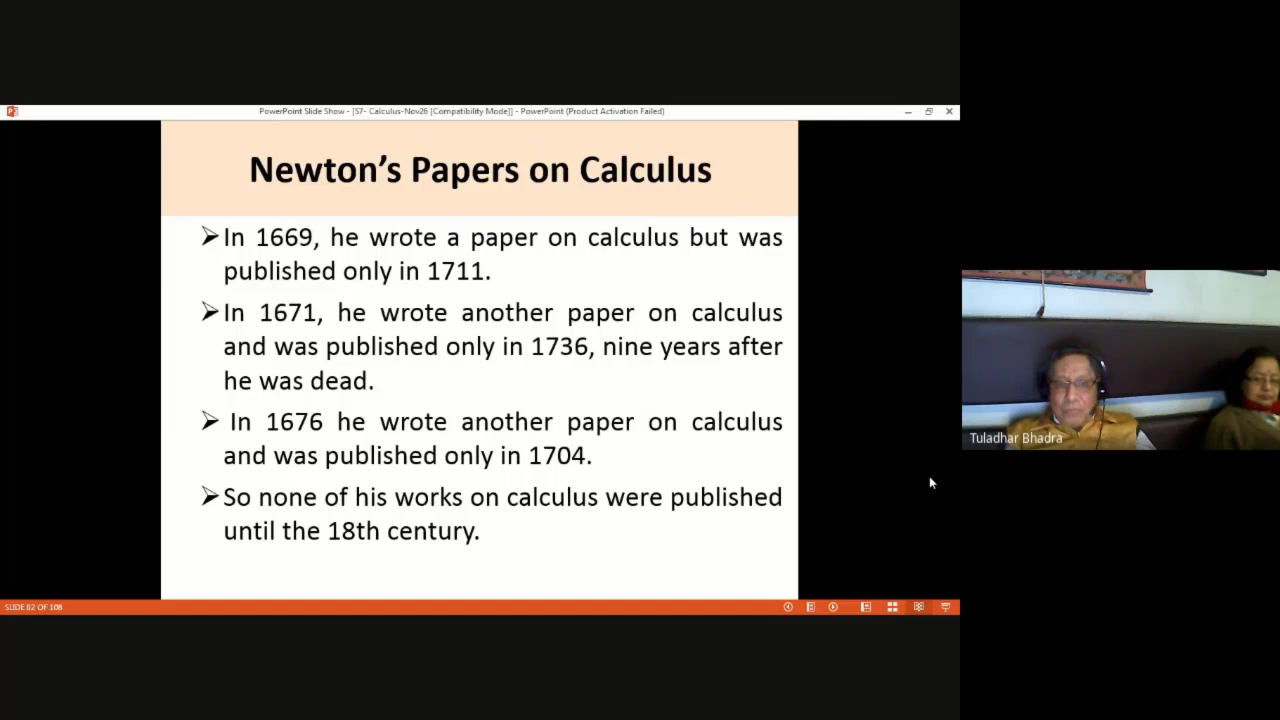 PowerPoint Slide Show - [S7- Calculus-Nov26 [Compatibility Mode]] - PowerPoint (Product Activation Failed)
Newton's Papers on Calculus
➢In 1669, he wrote a paper on calculus but was
published only in 1711.
➢In 1671, he wrote another paper on calculus
and was published only in 1736, nine years after
he was dead.
➢ In 1676 he wrote another paper on calculus
and was published only in 1704.
➢So none of his works on calculus were published
until the 18th century.
Tuladhar Bhadra
SLIDE 82 OF 108